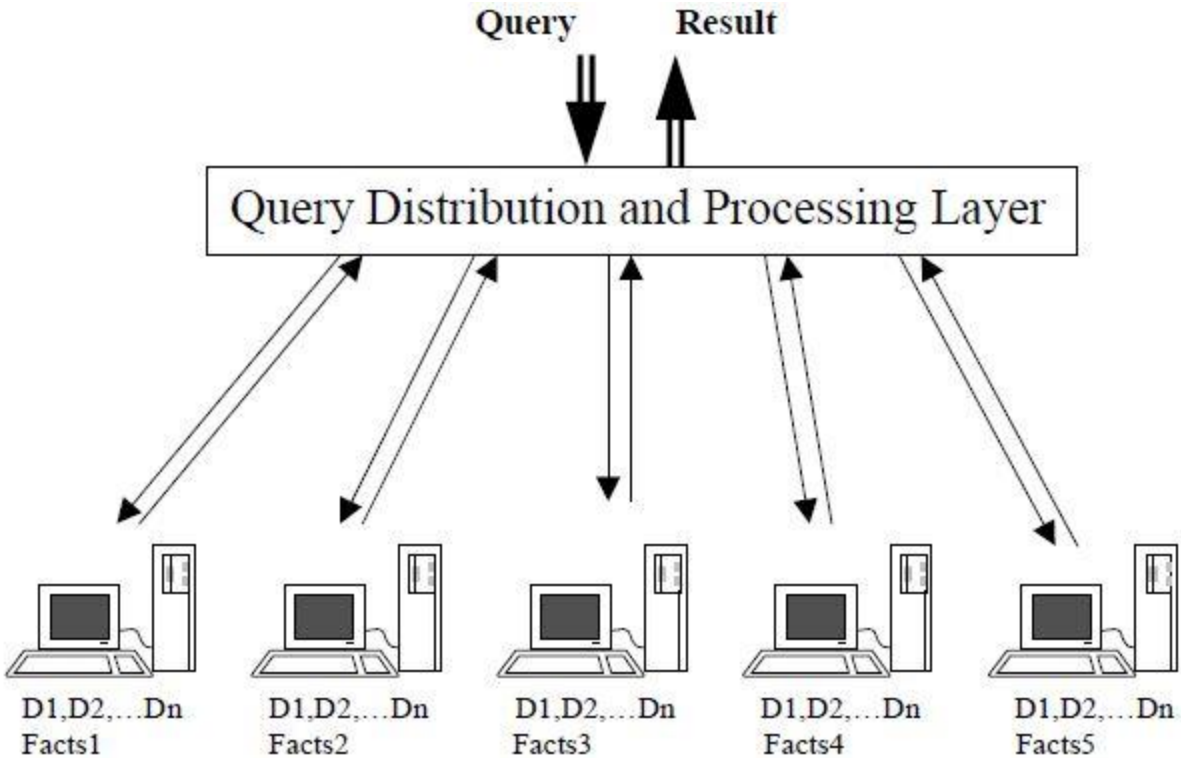 Query Result
Query Distribution and Processing Layer
D1,D2,...Dn D1,D2,...Dn D1,D2,...Dn D1,D2,...Dn D1,D2,...Dn
Facts1 Facts2 Facts3 Facts4 Facts5